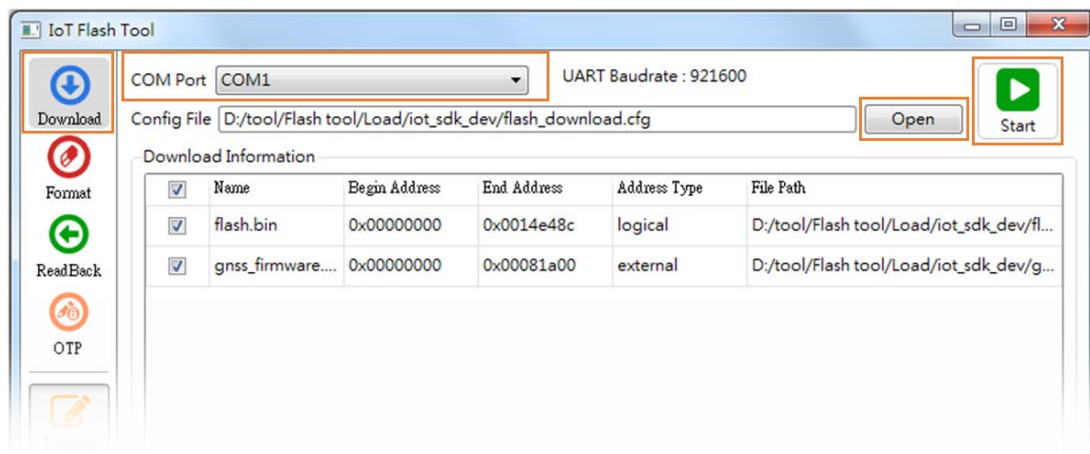 IoT Flash Tool
Download
Format
ReadBack
OTP
COM Port COM1 UART Baudrate : 921600
Config File D:/tool/Flash tool/Load/iot_sdk_dev/flash_download.cfg Open
Start
Download Information
Name Begin Address End Address Address Type File Path
flash.bin 0x00000000 0x0014e48c logical D:/tool/Flash tool/Load/iot_sdk_dev/fl...
gnss_firmware.... 0x00000000 0x00081a00 external D:/tool/Flash tool/Load/iot_sdk_dev/g...